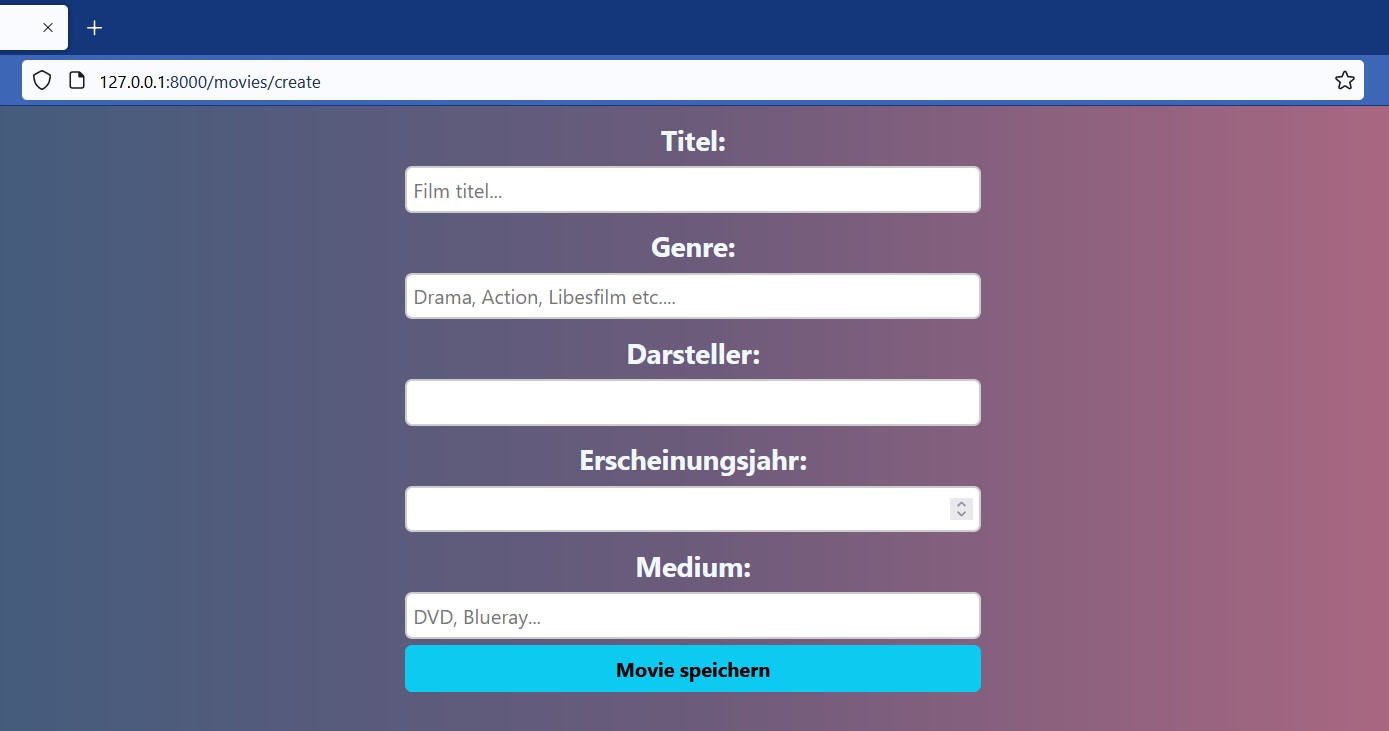 127.0.0.1:8000/movies/create
Titel:
Film titel...
Genre:
Drama, Action, Libesfilm etc....
Darsteller:
Erscheinungsjahr:
Medium:
DVD, Blueray...
Movie speichern